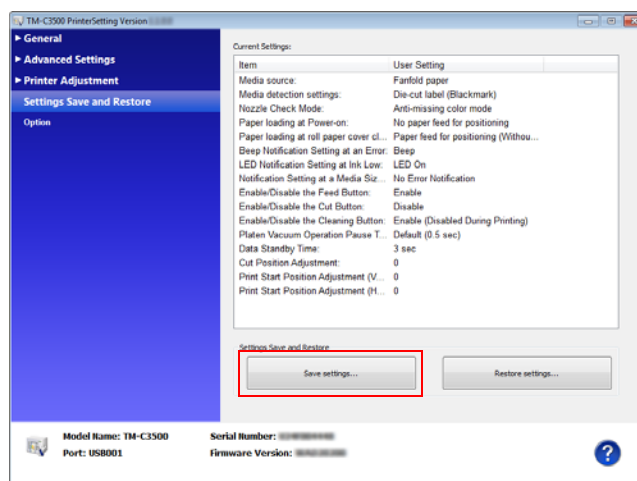 TM-C3500 PrinterSetting Version
General
Advanced Settings
Printer Adjustment
Settings Save and Restore
Option
Current Settings:
Item User Setting
Media source: Fanfold paper
Media detection settings: Die-cut label (Blackmark)
Nozzle Check Mode: Anti-missing color mode
Paper loading at Power-on: No paper feed for positioning
Paper loading at roll paper cover cl... Paper feed for positioning (Withou...
Beep Notification Setting at an Error: Beep
LED Notification Setting at Ink Low: LED On
Notification Setting at a Media Siz... No Error Notification
Enable/Disable the Feed Button: Enable
Enable/Disable the Cut Button: Disable
Enable/Disable the Cleaning Button: Enable (Disabled During Printing)
Platen Vacuum Operation Pause T... Default (0.5 sec)
Data Standby Time: 3 sec
Cut Position Adjustment: 0
Print Start Position Adjustment (V... 0
Print Start Position Adjustment (H... 0
Settings Save and Restore
Save settings... Restore settings...
Model Name: TM-C3500 Serial Number:
Port: USB001 Firmware Version:
?